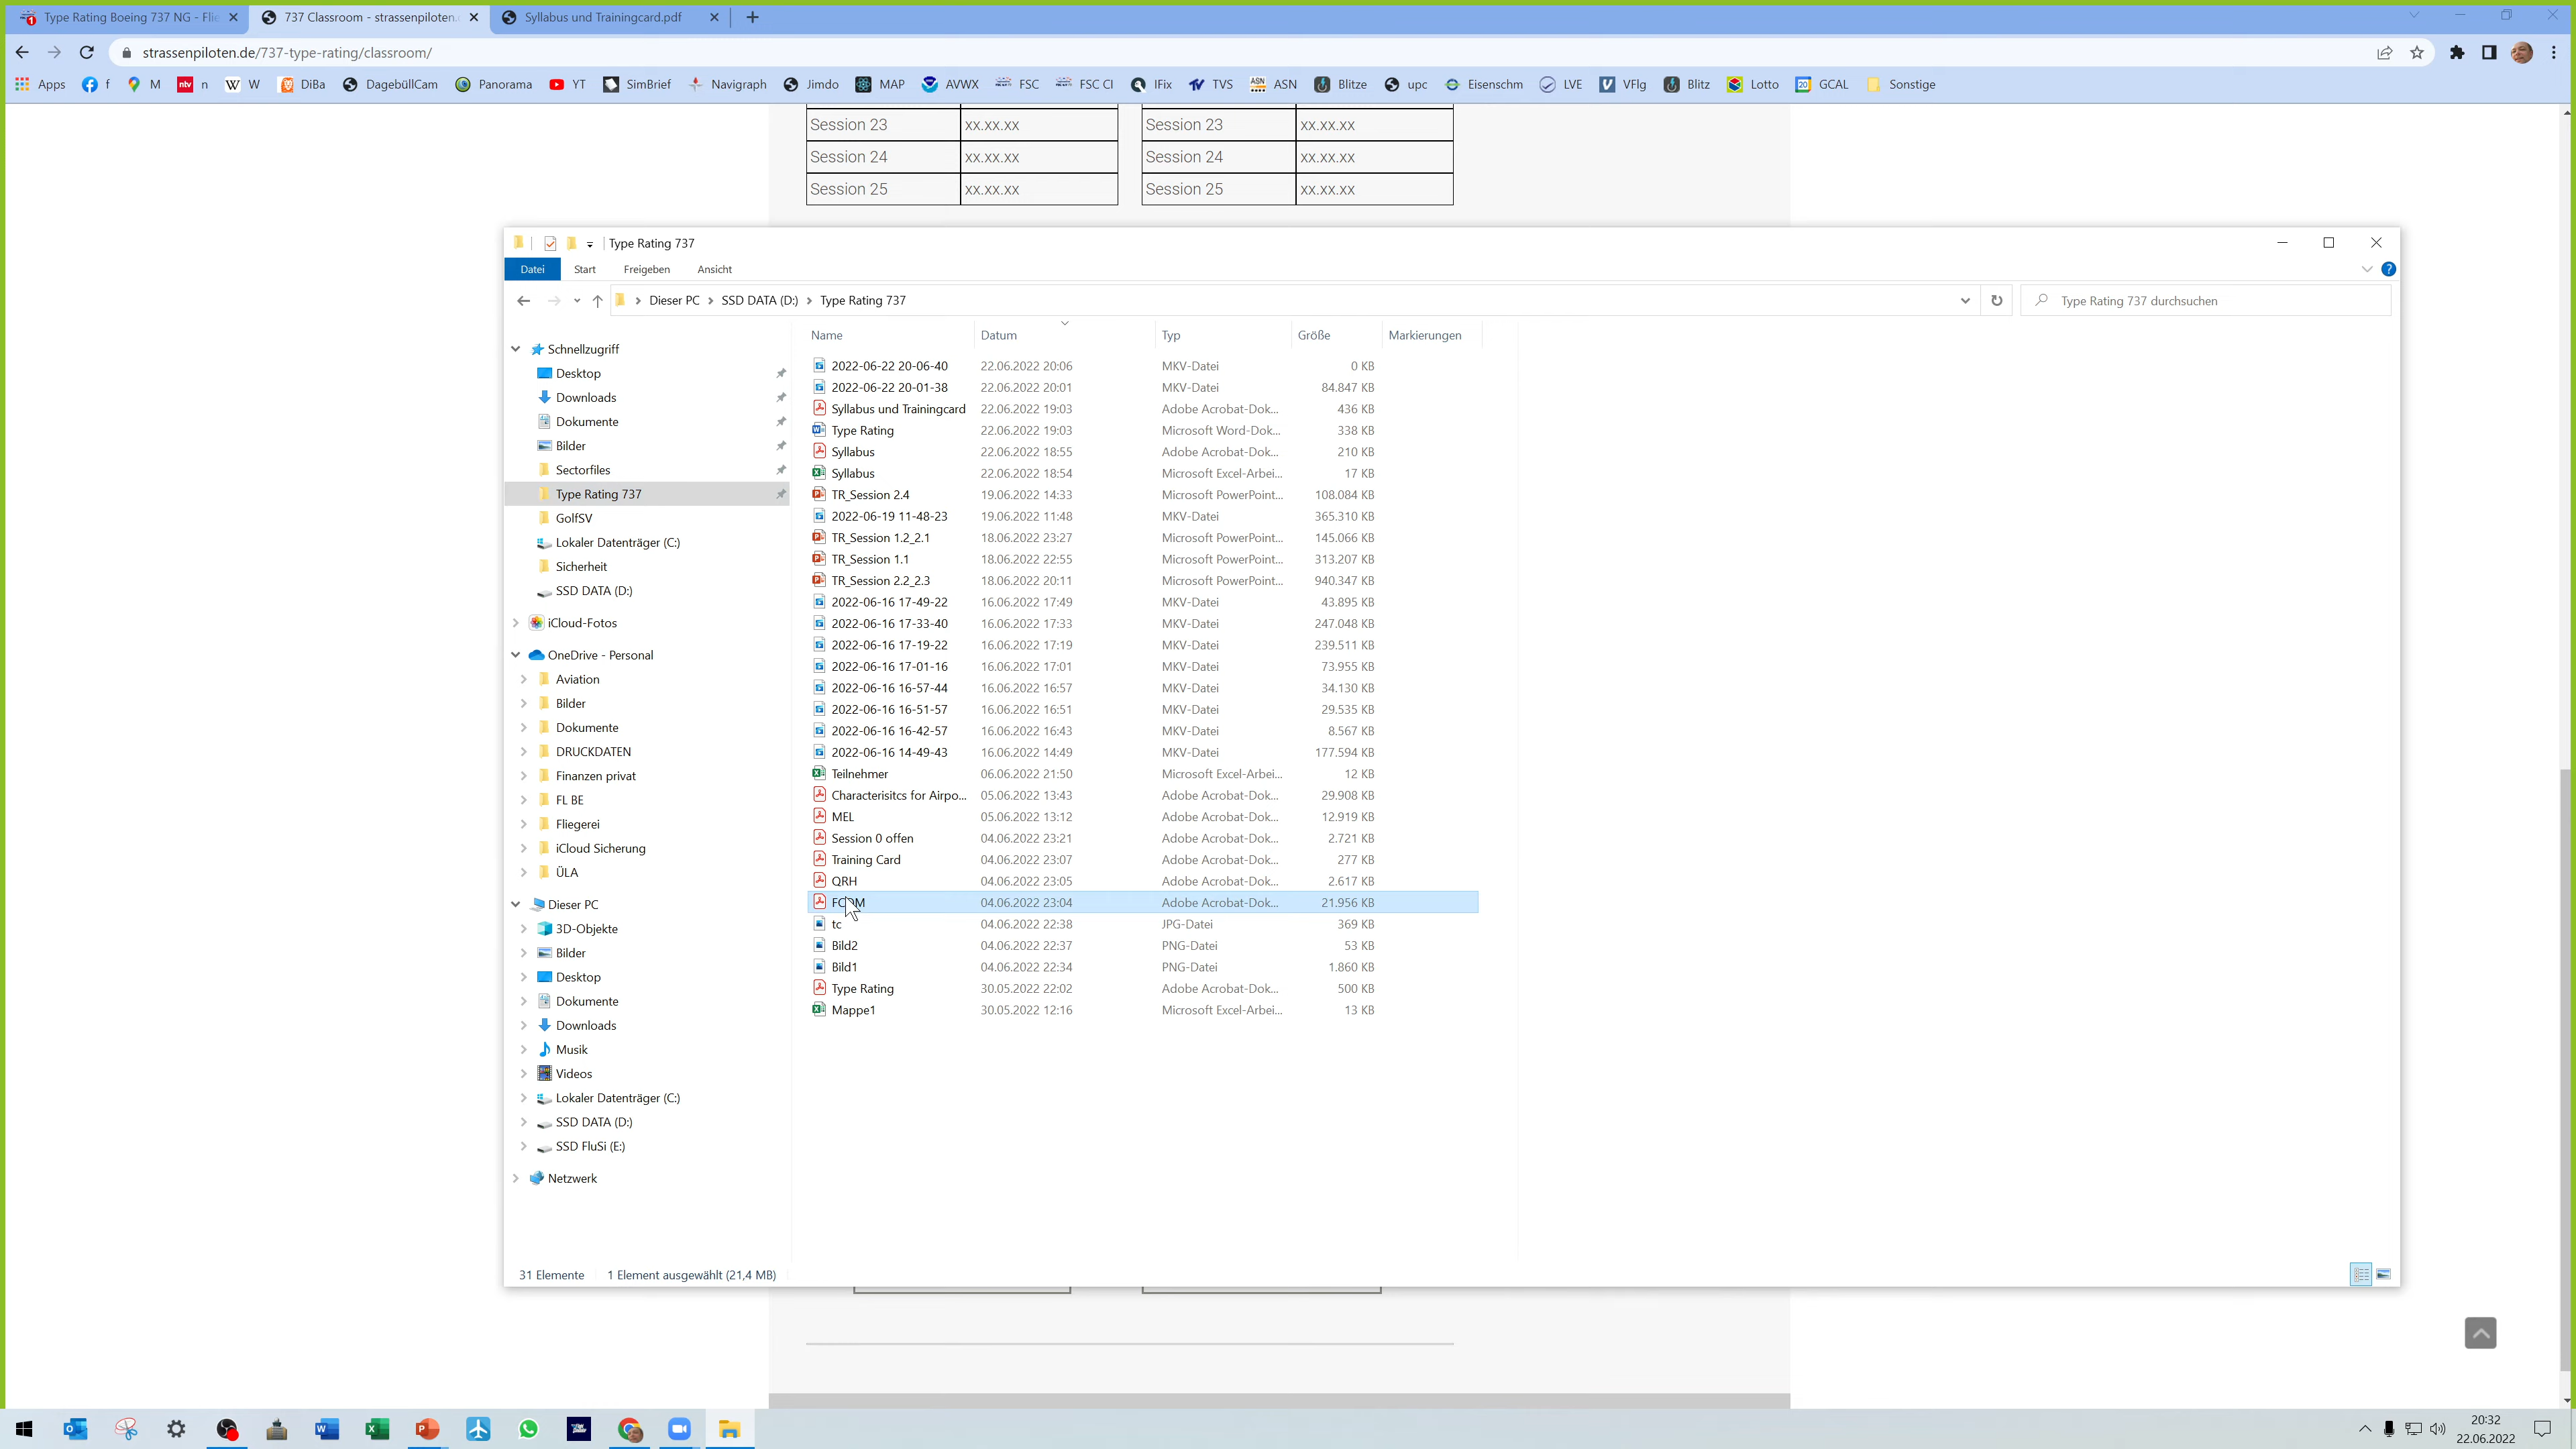 Type Rating Boeing 737 NG - Flie
737 Classroom - strassenpiloten.
Syllabus und Trainingcard.pdf
strassenpiloten.de/737-type-rating/classroom/
Apps f M n W DiBa DagebüllCam Panorama YT SimBrief Navigraph Jimdo MAP AVWX FSC FSC CI IFix TVS ASN Blitze upc Eisenschm LVE VFlg Blitz Lotto GCAL Sonstige
Session 23 xx.xx.xx Session 23 xx.xx.xx
Session 24 xx.xx.xx Session 24 xx.xx.xx
Session 25 xx.xx.xx Session 25 xx.xx.xx
Type Rating 737
Datei Start Freigeben Ansicht
Dieser PC SSD DATA (D:) Type Rating 737
Type Rating 737 durchsuchen
Schnellzugriff
Desktop
Downloads
Dokumente
Bilder
Sectorfiles
Type Rating 737
GolfSV
Lokaler Datenträger (C:)
Sicherheit
SSD DATA (D:)
iCloud-Fotos
OneDrive - Personal
Aviation
Bilder
Dokumente
DRUCKDATEN
Finanzen privat
FL BE
Fliegerei
iCloud Sicherung
ÜLA
Dieser PC
3D-Objekte
Bilder
Desktop
Dokumente
Downloads
Musik
Videos
Lokaler Datenträger (C:)
SSD DATA (D:)
SSD FluSi (E:)
Netzwerk
Name Datum Typ Größe Markierungen
2022-06-22 20-06-40 22.06.2022 20:06 MKV-Datei 0 KB
2022-06-22 20-01-38 22.06.2022 20:01 MKV-Datei 84.847 KB
Syllabus und Trainingcard 22.06.2022 19:03 Adobe Acrobat-Dok... 436 KB
Type Rating 22.06.2022 19:03 Microsoft Word-Dok... 338 KB
Syllabus 22.06.2022 18:55 Adobe Acrobat-Dok... 210 KB
Syllabus 22.06.2022 18:54 Microsoft Excel-Arbei... 17 KB
TR_Session 2.4 19.06.2022 14:33 Microsoft PowerPoint... 108.084 KB
2022-06-19 11-48-23 19.06.2022 11:48 MKV-Datei 365.310 KB
TR_Session 1.2_2.1 18.06.2022 23:27 Microsoft PowerPoint... 145.066 KB
TR_Session 1.1 18.06.2022 22:55 Microsoft PowerPoint... 313.207 KB
TR_Session 2.2_2.3 18.06.2022 20:11 Microsoft PowerPoint... 940.347 KB
2022-06-16 17-49-22 16.06.2022 17:49 MKV-Datei 43.895 KB
2022-06-16 17-33-40 16.06.2022 17:33 MKV-Datei 247.048 KB
2022-06-16 17-19-22 16.06.2022 17:19 MKV-Datei 239.511 KB
2022-06-16 17-01-16 16.06.2022 17:01 MKV-Datei 73.955 KB
2022-06-16 16-57-44 16.06.2022 16:57 MKV-Datei 34.130 KB
2022-06-16 16-51-57 16.06.2022 16:51 MKV-Datei 29.535 KB
2022-06-16 16-42-57 16.06.2022 16:43 MKV-Datei 8.567 KB
2022-06-16 14-49-43 16.06.2022 14:49 MKV-Datei 177.594 KB
Teilnehmer 06.06.2022 21:50 Microsoft Excel-Arbei... 12 KB
Characterisitcs for Airpo... 05.06.2022 13:43 Adobe Acrobat-Dok... 29.908 KB
MEL 05.06.2022 13:12 Adobe Acrobat-Dok... 12.919 KB
Session 0 offen 04.06.2022 23:21 Adobe Acrobat-Dok... 2.721 KB
Training Card 04.06.2022 23:07 Adobe Acrobat-Dok... 277 KB
QRH 04.06.2022 23:05 Adobe Acrobat-Dok... 2.617 KB
FCOM 04.06.2022 23:04 Adobe Acrobat-Dok... 21.956 KB
tc 04.06.2022 22:38 JPG-Datei 369 KB
Bild2 04.06.2022 22:37 PNG-Datei 53 KB
Bild1 04.06.2022 22:34 PNG-Datei 1.860 KB
Type Rating 30.05.2022 22:02 Adobe Acrobat-Dok... 500 KB
Mappe1 30.05.2022 12:16 Microsoft Excel-Arbei... 13 KB
31 Elemente 1 Element ausgewählt (21,4 MB)
20:32
22.06.2022